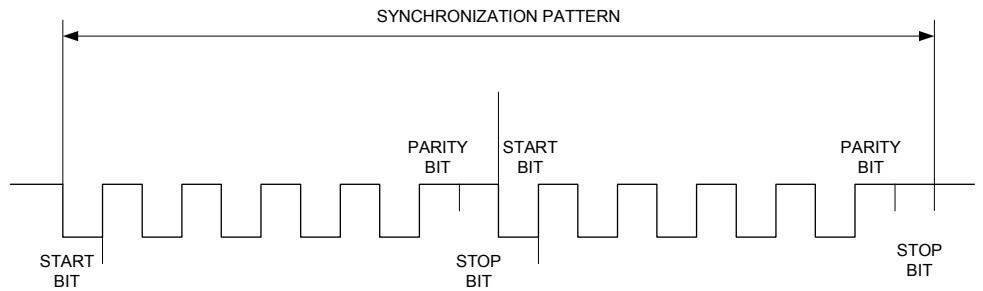 SYNCHRONIZATION PATTERN
PARITY
BIT
START
BIT
PARITY
BIT
START
BIT
STOP
BIT
STOP
BIT